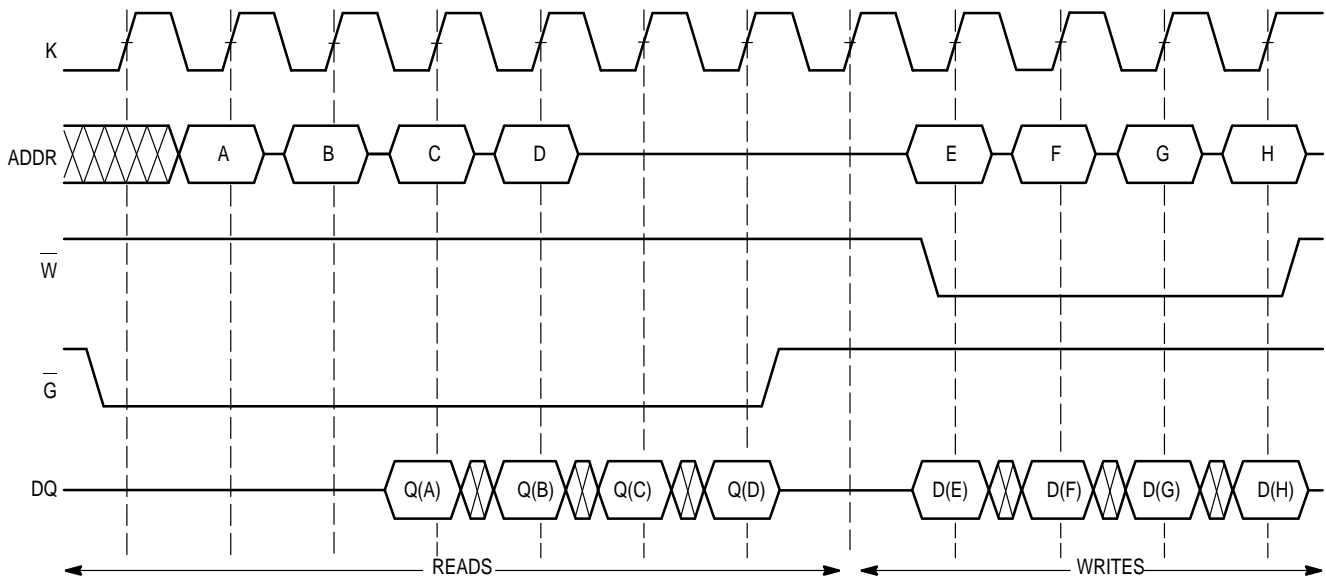 K
ADDR A B C D E F G H
W
G
DQ Q(A) Q(B) Q(C) Q(D) D(E) D(F) D(G) D(H)
READS WRITES